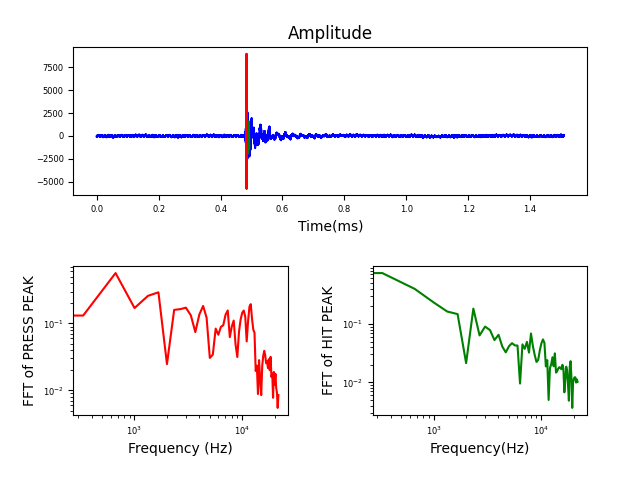 Amplitude
7500
5000
2500
0
−2500
−5000
0.0 0.2 0.4 0.6 0.8 1.0 1.2 1.4
Time(ms)
FFT of PRESS PEAK
10⁻¹
10⁻²
10³ 10⁴
Frequency (Hz)
FFT of HIT PEAK
10⁻¹
10⁻²
10³ 10⁴
Frequency(Hz)